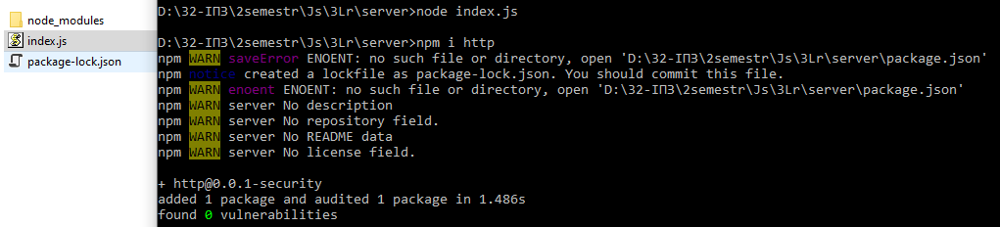 node_modules
index.js
package-lock.json
D:\32-ІПЗ\2semestr\Js\3Lr\server>node index.js
D:\32-ІПЗ\2semestr\Js\3Lr\server>npm i http
npm WARN saveError ENOENT: no such file or directory, open 'D:\32-ІПЗ\2semestr\Js\3Lr\server\package.json'
npm notice created a lockfile as package-lock.json. You should commit this file.
npm WARN enoent ENOENT: no such file or directory, open 'D:\32-ІПЗ\2semestr\Js\3Lr\server\package.json'
npm WARN server No description
npm WARN server No repository field.
npm WARN server No README data
npm WARN server No license field.
+ http@0.0.1-security
added 1 package and audited 1 package in 1.486s
found 0 vulnerabilities